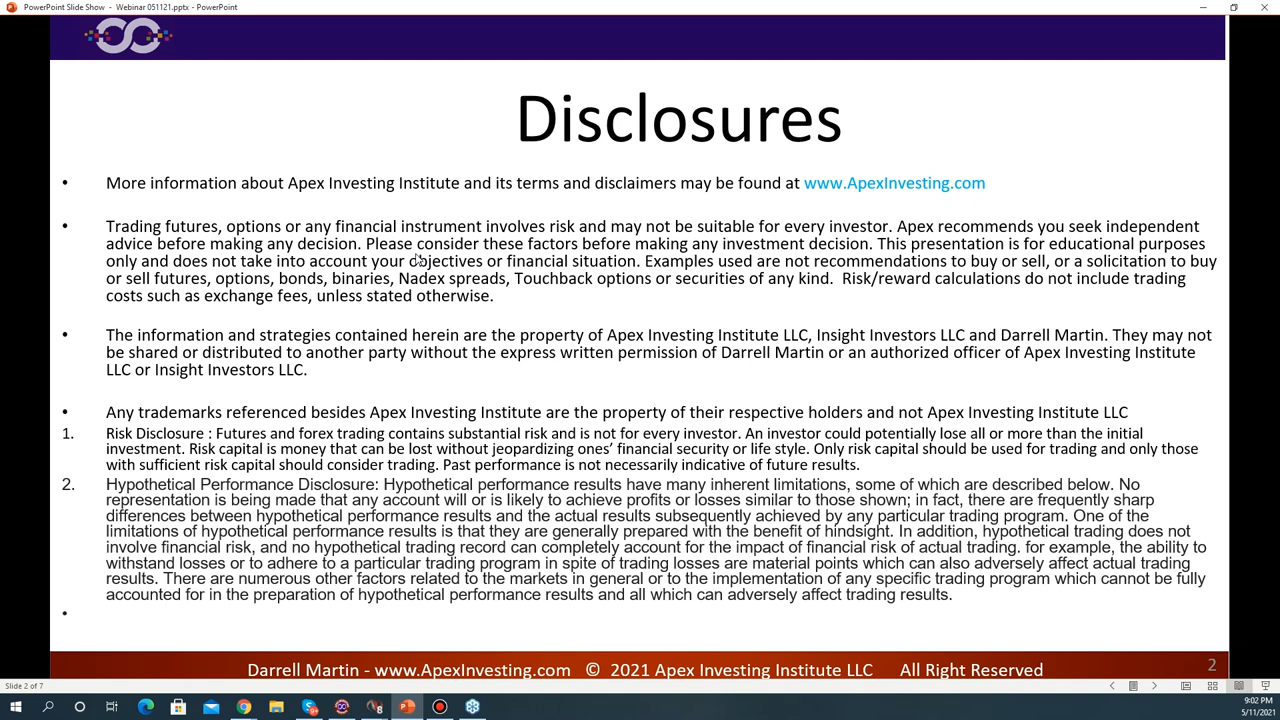 PowerPoint Slide Show - Webinar 051121.pptx - PowerPoint
Disclosures
• More information about Apex Investing Institute and its terms and disclaimers may be found at www.ApexInvesting.com
• Trading futures, options or any financial instrument involves risk and may not be suitable for every investor. Apex recommends you seek independent
advice before making any decision. Please consider these factors before making any investment decision. This presentation is for educational purposes
only and does not take into account your objectives or financial situation. Examples used are not recommendations to buy or sell, or a solicitation to buy
or sell futures, options, bonds, binaries, Nadex spreads, Touchback options or securities of any kind. Risk/reward calculations do not include trading
costs such as exchange fees, unless stated otherwise.
• The information and strategies contained herein are the property of Apex Investing Institute LLC, Insight Investors LLC and Darrell Martin. They may not
be shared or distributed to another party without the express written permission of Darrell Martin or an authorized officer of Apex Investing Institute
LLC or Insight Investors LLC.
• Any trademarks referenced besides Apex Investing Institute are the property of their respective holders and not Apex Investing Institute LLC
1. Risk Disclosure : Futures and forex trading contains substantial risk and is not for every investor. An investor could potentially lose all or more than the initial
investment. Risk capital is money that can be lost without jeopardizing ones' financial security or life style. Only risk capital should be used for trading and only those
with sufficient risk capital should consider trading. Past performance is not necessarily indicative of future results.
2. Hypothetical Performance Disclosure: Hypothetical performance results have many inherent limitations, some of which are described below. No
representation is being made that any account will or is likely to achieve profits or losses similar to those shown; in fact, there are frequently sharp
differences between hypothetical performance results and the actual results subsequently achieved by any particular trading program. One of the
limitations of hypothetical performance results is that they are generally prepared with the benefit of hindsight. In addition, hypothetical trading does not
involve financial risk, and no hypothetical trading record can completely account for the impact of financial risk of actual trading. for example, the ability to
withstand losses or to adhere to a particular trading program in spite of trading losses are material points which can also adversely affect actual trading
results. There are numerous other factors related to the markets in general or to the implementation of any specific trading program which cannot be fully
accounted for in the preparation of hypothetical performance results and all which can adversely affect trading results.
•
Darrell Martin - www.ApexInvesting.com © 2021 Apex Investing Institute LLC All Right Reserved
2
Slide 2 of 7
9:02 PM
5/11/2021